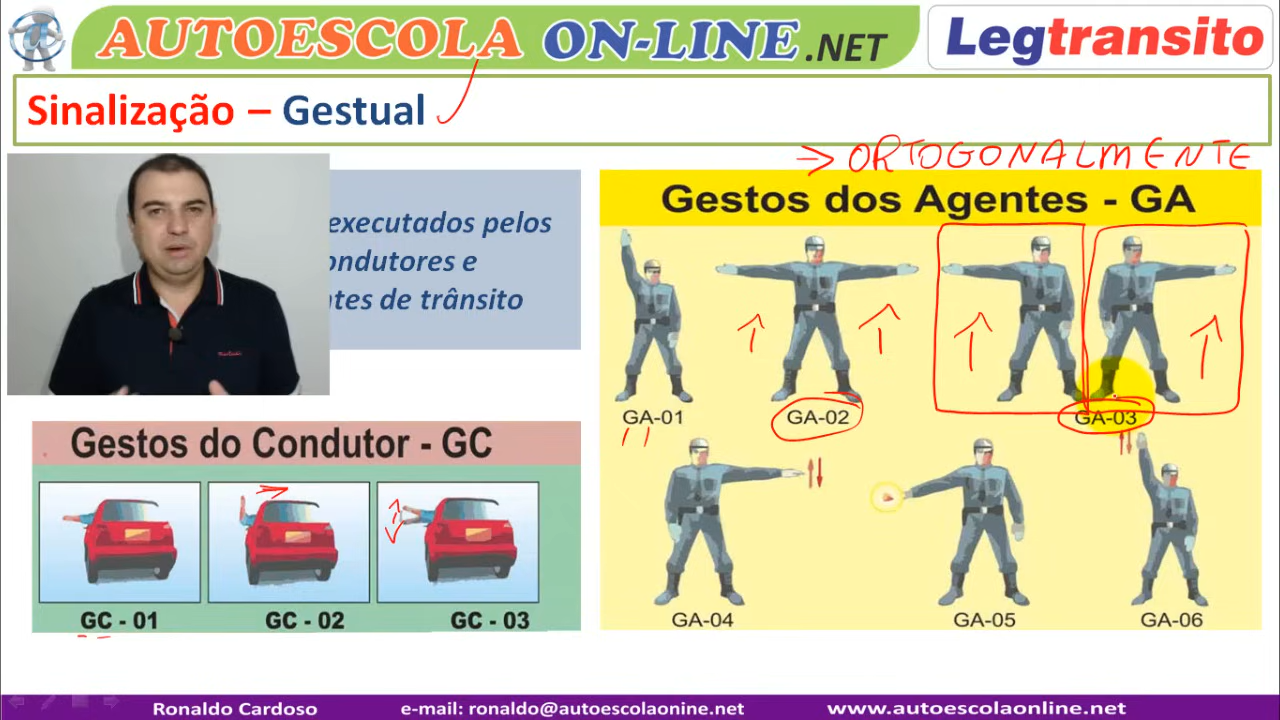 AUTOESCOLA ON-LINE .NET
Legtransito
Sinalização – Gestual
→ ORTOGONALMENTE
executados pelos
ondutores e
ntes de trânsito
Gestos dos Agentes - GA
GA-01
GA-02
GA-03
Gestos do Condutor - GC
GC - 01
GC - 02
GC - 03
GA-04
GA-05
GA-06
Ronaldo Cardoso
e-mail: ronaldo@autoescolaonine.net
www.autoescolaonline.net